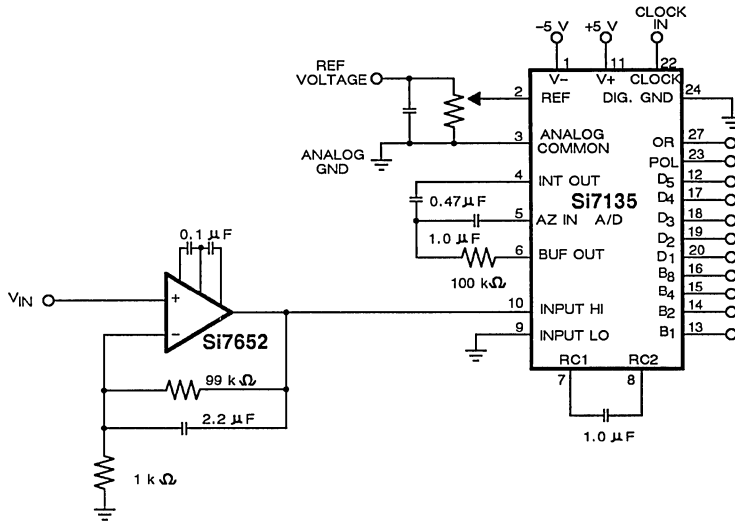 −5 V
+5 V
CLOCK
IN
1
11
22
V−
V+
CLOCK
REF
VOLTAGE
2
REF
DIG. GND
24
ANALOG
GND
3
ANALOG
COMMON
OR
27
POL
23
4
INT OUT
D5
12
D4
17
0.47 μF
Si7135
5
AZ IN
A/D
D3
18
1.0 μF
D2
19
6
BUF OUT
D1
20
100 kΩ
B8
16
B4
15
0.1 μF
VIN
+
−
Si7652
10
INPUT HI
B2
14
9
INPUT LO
B1
13
RC1
RC2
7
8
1.0 μF
99 kΩ
2.2 μF
1 kΩ